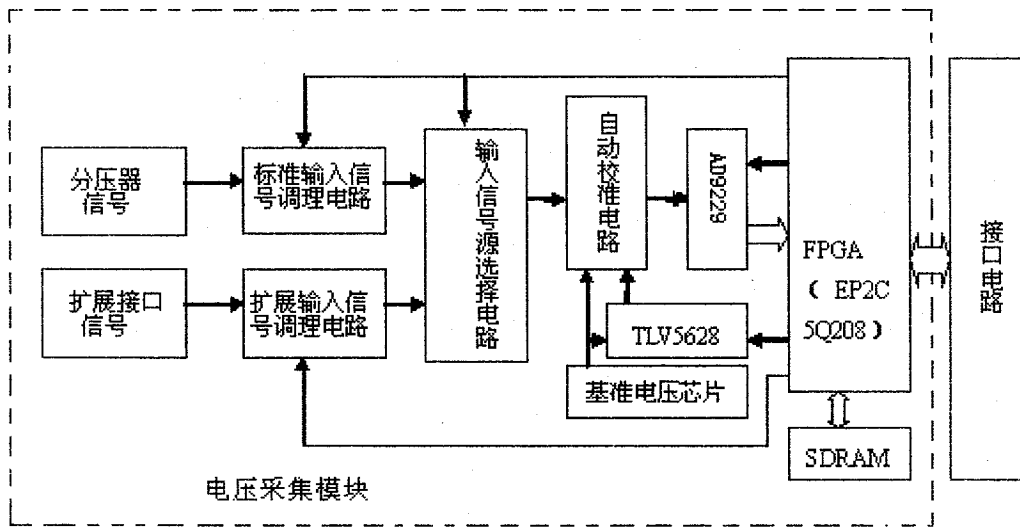 分压器
信号
标准输入信
号调理电路
扩展接口
信号
扩展输入信
号调理电路
输入信号源选择电路
自动校准电路
AD9229
TLV5628
基准电压芯片
FPGA
（ EP2C
5Q208 ）
SDRAM
接口电路
电压采集模块